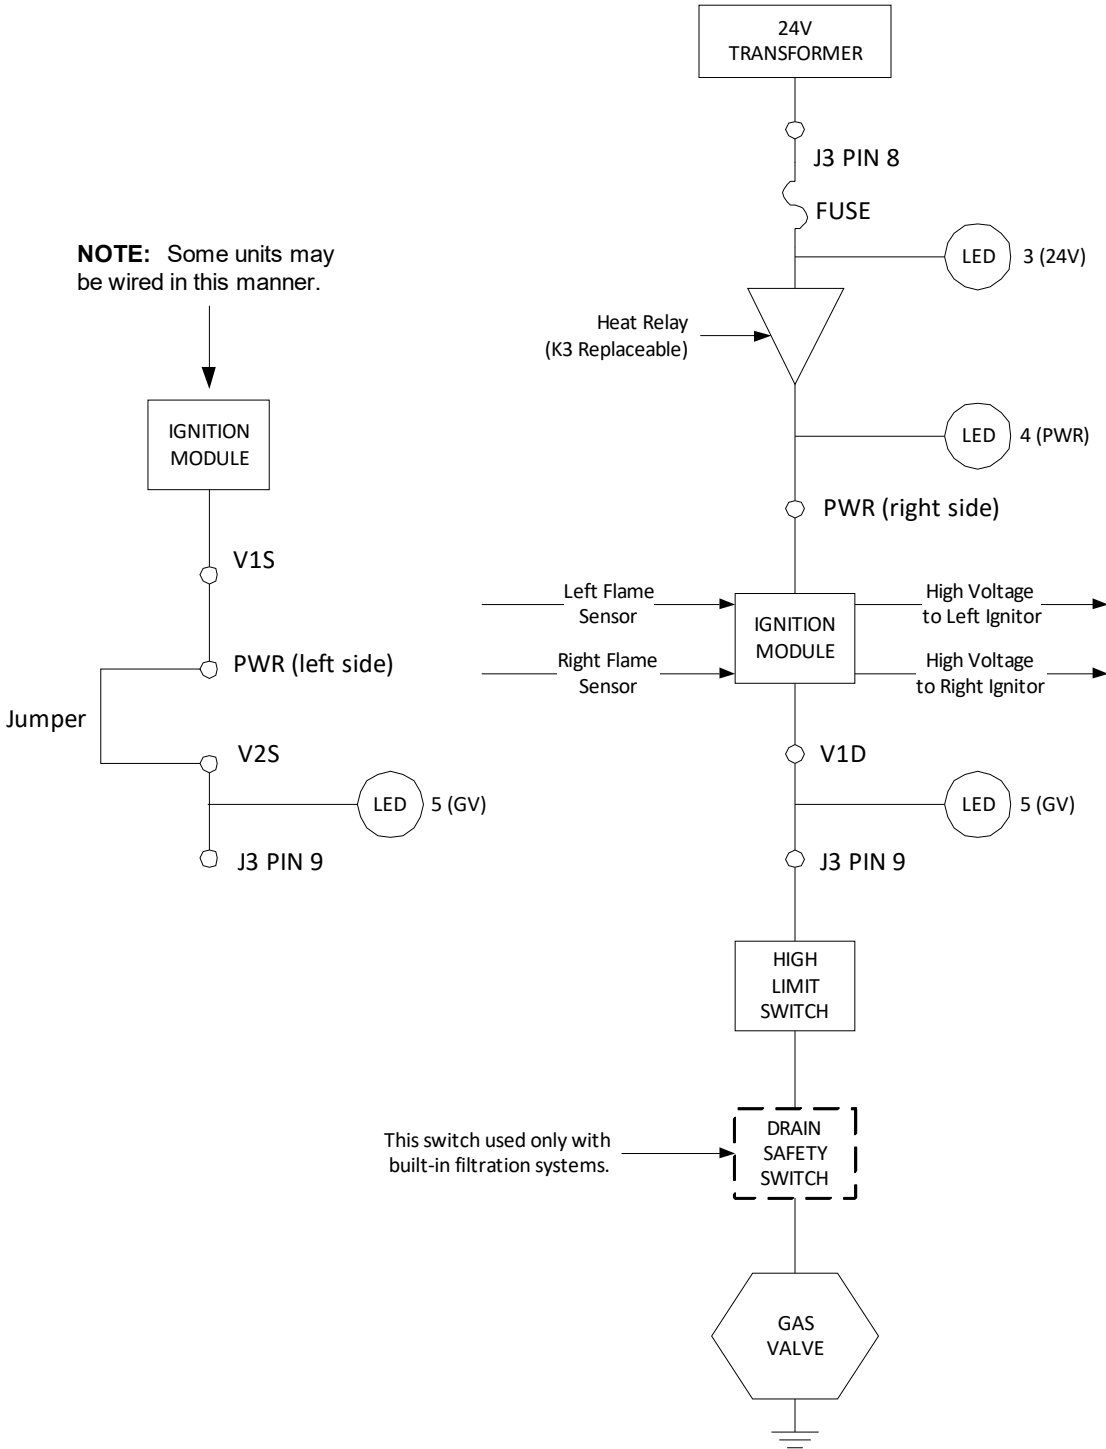 24V
TRANSFORMER
J3 PIN 8
FUSE
LED
3 (24V)
Heat Relay
(K3 Replaceable)
LED
4 (PWR)
PWR (right side)
Left Flame
Sensor
Right Flame
Sensor
IGNITION
MODULE
High Voltage
to Left Ignitor
High Voltage
to Right Ignitor
V1D
LED
5 (GV)
J3 PIN 9
HIGH
LIMIT
SWITCH
This switch used only with
built-in filtration systems.
DRAIN
SAFETY
SWITCH
GAS
VALVE
NOTE: Some units may
be wired in this manner.
IGNITION
MODULE
V1S
PWR (left side)
Jumper
V2S
LED
5 (GV)
J3 PIN 9